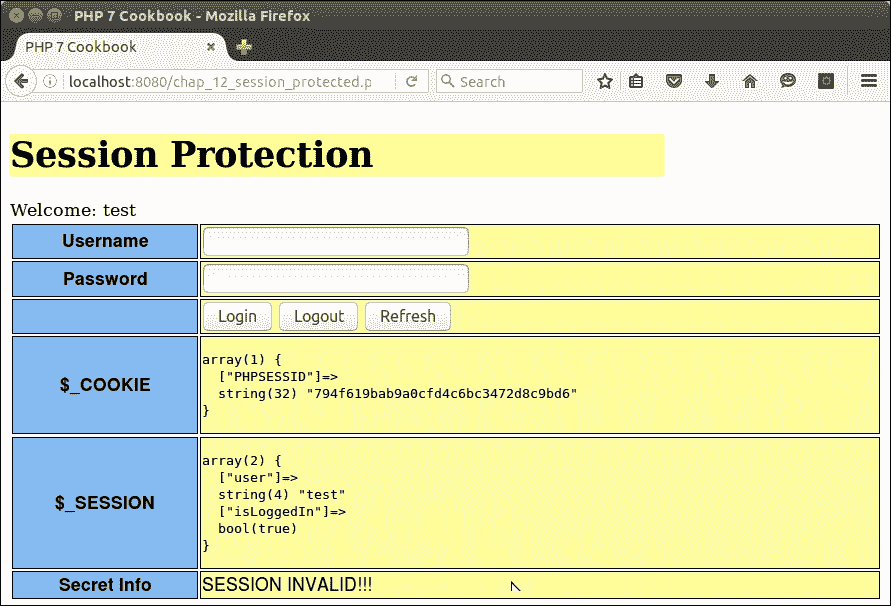 PHP 7 Cookbook - Mozilla Firefox
PHP 7 Cookbook
localhost:8080/chap_12_session_protected.p
Search
Session Protection
Welcome: test
Username
Password
Login Logout Refresh
$_COOKIE
array(1) {
["PHPSESSID"]=>
string(32) "794f619bab9a0cfd4c6bc3472d8c9bd6"
}
$_SESSION
array(2) {
["user"]=>
string(4) "test"
["isLoggedIn"]=>
bool(true)
}
Secret Info SESSION INVALID!!!